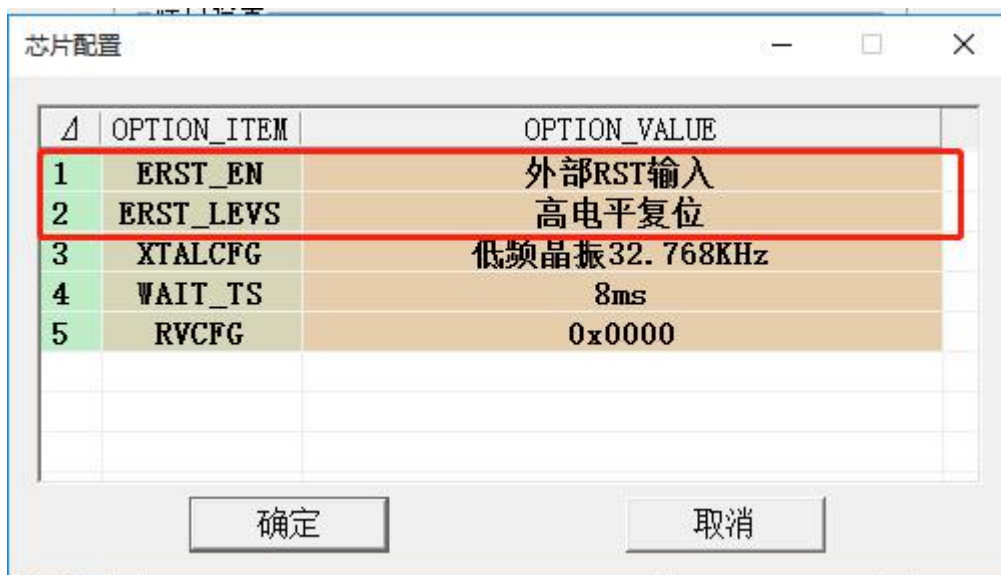 芯片配置
⊿ OPTION_ITEM OPTION_VALUE
1 ERST_EN 外部RST输入
2 ERST_LEVS 高电平复位
3 XTALCFG 低频晶振32.768KHz
4 WAIT_TS 8ms
5 RVCFG 0x0000
确定 取消